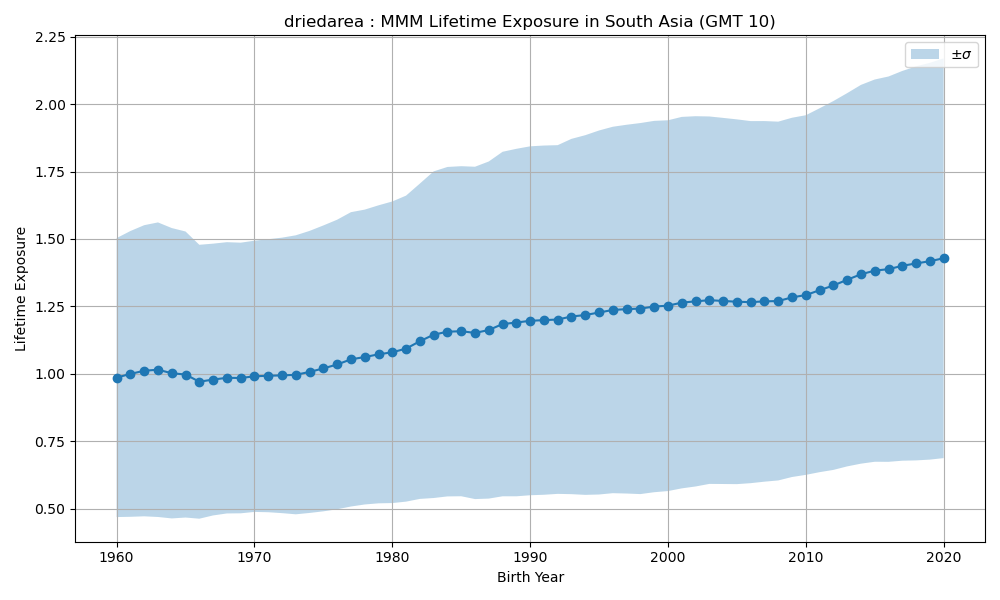 driedarea : MMM Lifetime Exposure in South Asia (GMT 10)
±σ
Lifetime Exposure
2.25
2.00
1.75
1.50
1.25
1.00
0.75
0.50
1960 1970 1980 1990 2000 2010 2020
Birth Year